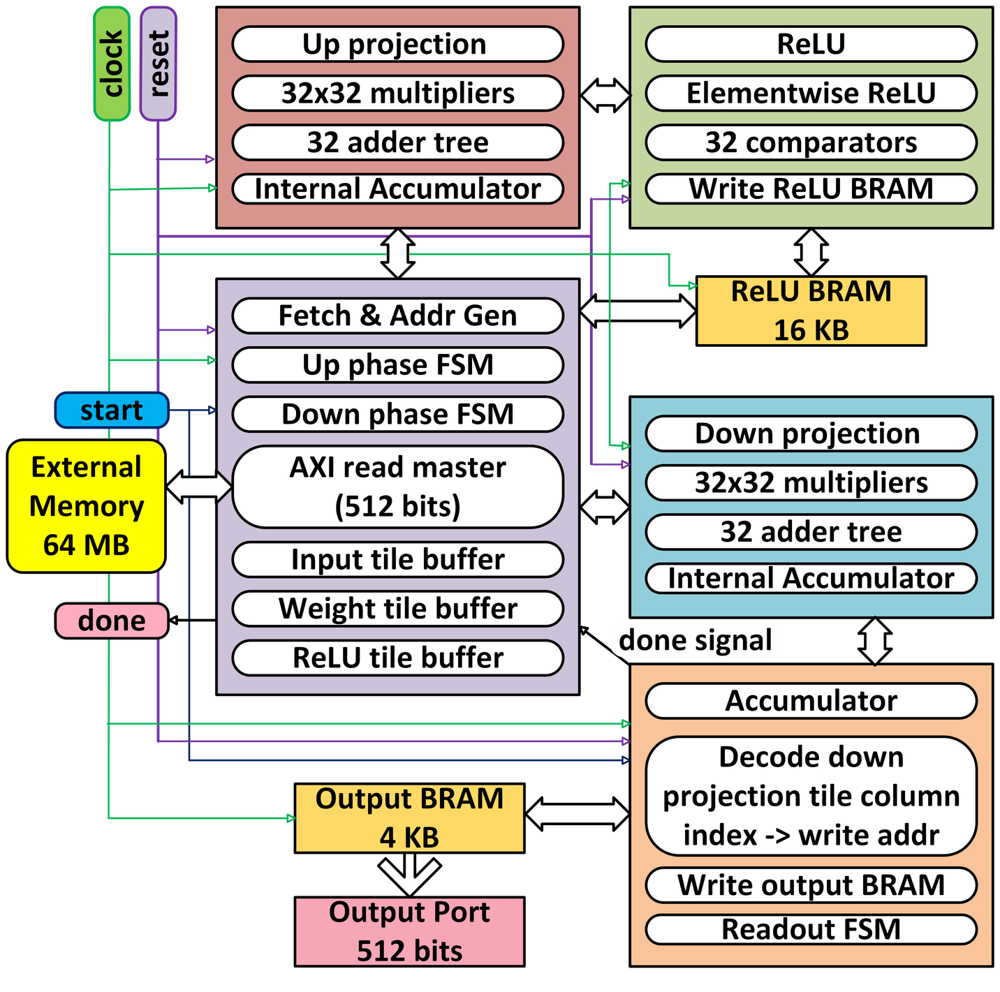 clock
reset
Up projection
32x32 multipliers
32 adder tree
Internal Accumulator
ReLU
Elementwise ReLU
32 comparators
Write ReLU BRAM
ReLU BRAM
16 KB
Fetch & Addr Gen
Up phase FSM
Down phase FSM
AXI read master
(512 bits)
Input tile buffer
Weight tile buffer
ReLU tile buffer
start
External
Memory
64 MB
done
Down projection
32x32 multipliers
32 adder tree
Internal Accumulator
done signal
Accumulator
Decode down
projection tile column
index -> write addr
Write output BRAM
Readout FSM
Output BRAM
4 KB
Output Port
512 bits